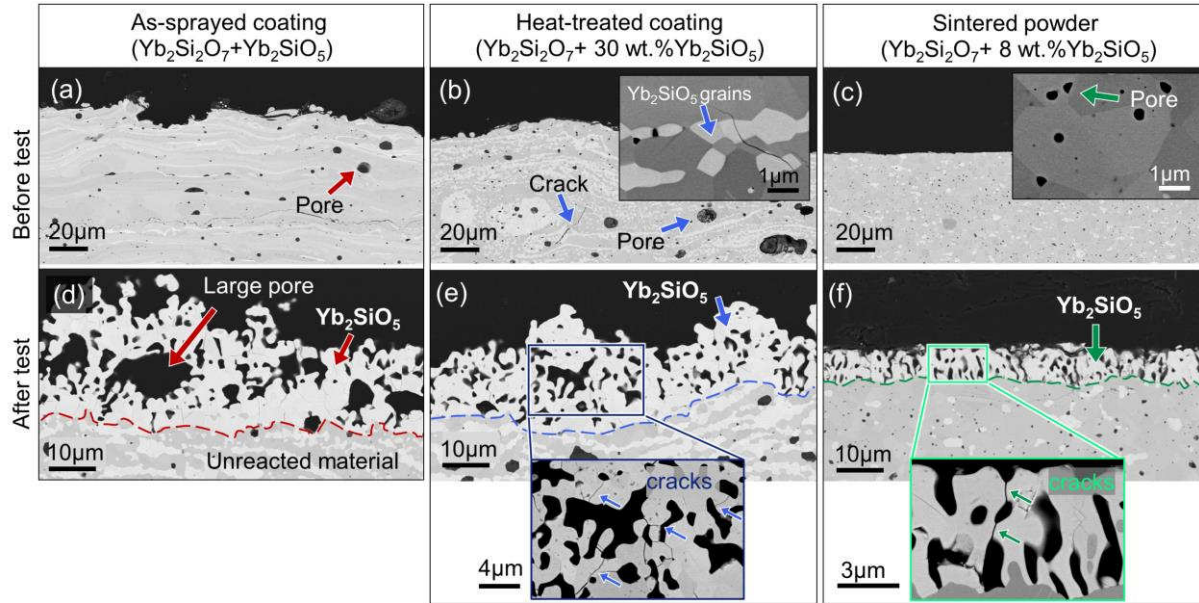 As-sprayed coating
(Yb₂Si₂O₇+Yb₂SiO₅)
Heat-treated coating
(Yb₂Si₂O₇+ 30 wt.%Yb₂SiO₅)
Sintered powder
(Yb₂Si₂O₇+ 8 wt.%Yb₂SiO₅)
Before test
(a)
Pore
20µm
(b)
Yb₂SiO₅ grains
1µm
Crack
Pore
20µm
(c)
Pore
1µm
20µm
After test
(d)
Large pore
Yb₂SiO₅
10µm
Unreacted material
(e)
Yb₂SiO₅
10µm
cracks
4µm
(f)
Yb₂SiO₅
10µm
cracks
3µm